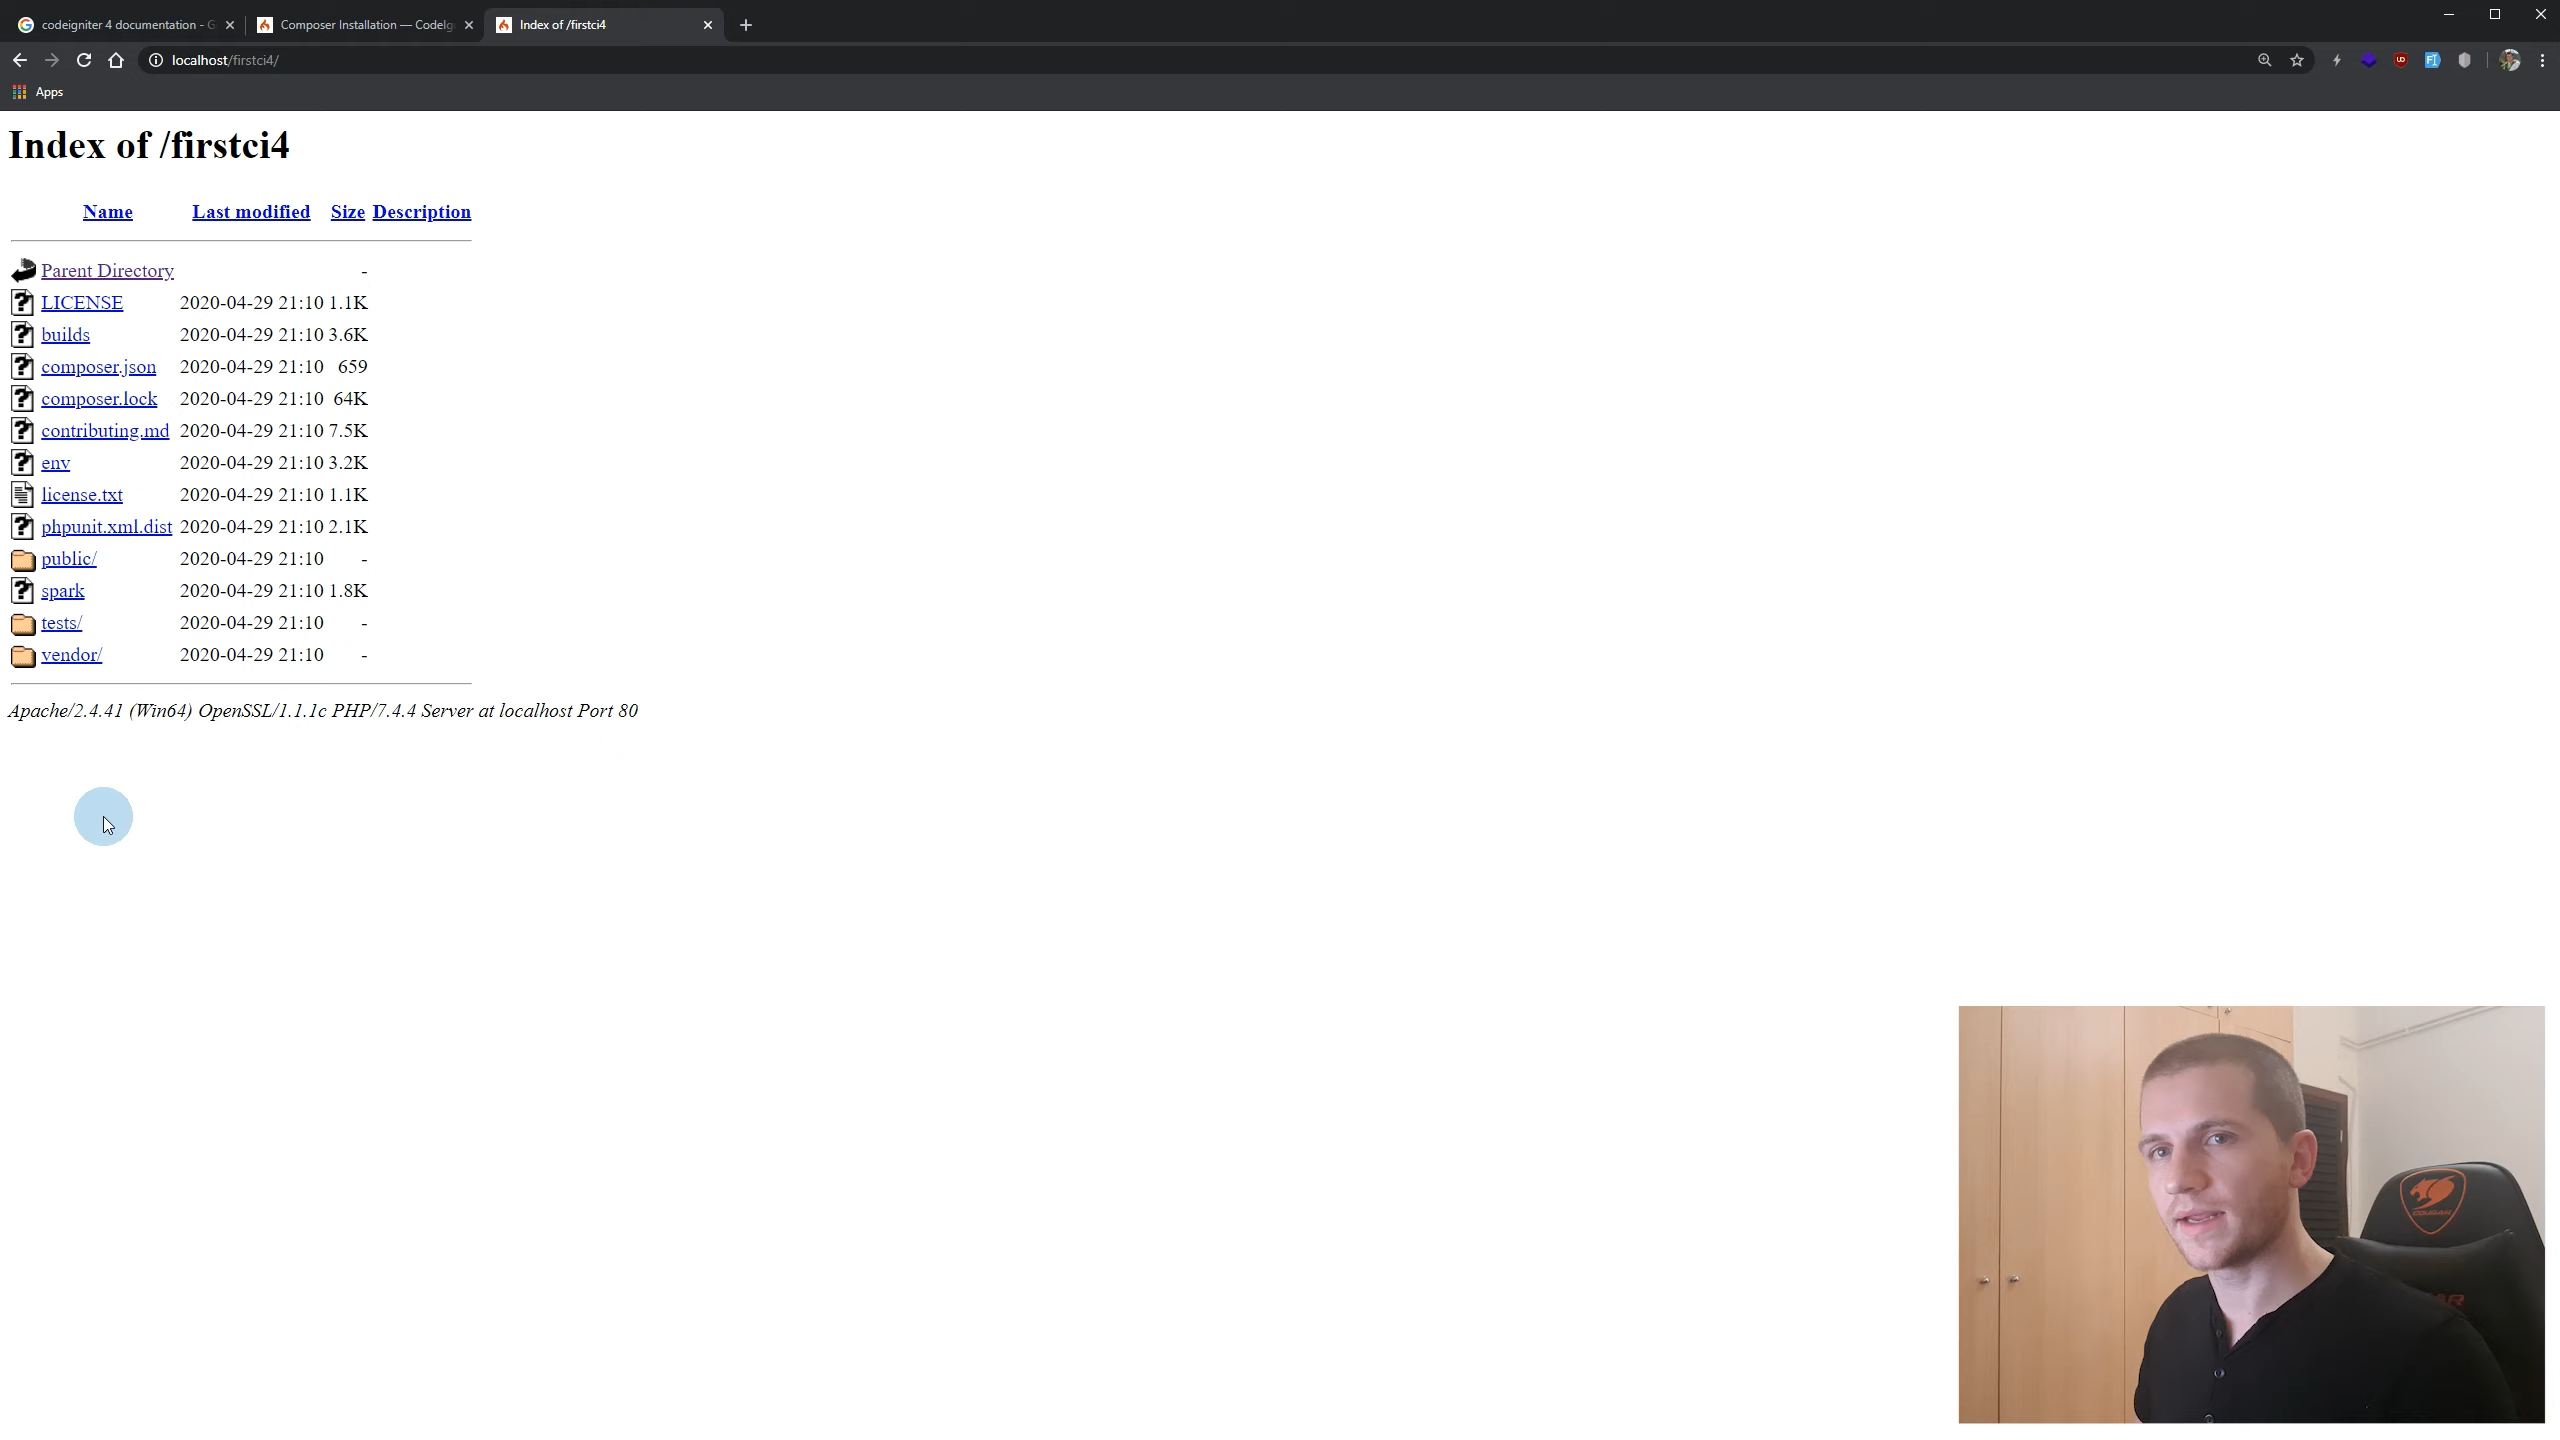 codeigniter 4 documentation - G
Composer Installation — CodeIg
Index of /firstci4
localhost/firstci4/
Apps
Index of /firstci4
Name Last modified Size Description
Parent Directory -
LICENSE 2020-04-29 21:10 1.1K
builds 2020-04-29 21:10 3.6K
composer.json 2020-04-29 21:10 659
composer.lock 2020-04-29 21:10 64K
contributing.md 2020-04-29 21:10 7.5K
env 2020-04-29 21:10 3.2K
license.txt 2020-04-29 21:10 1.1K
phpunit.xml.dist 2020-04-29 21:10 2.1K
public/ 2020-04-29 21:10 -
spark 2020-04-29 21:10 1.8K
tests/ 2020-04-29 21:10 -
vendor/ 2020-04-29 21:10 -
Apache/2.4.41 (Win64) OpenSSL/1.1.1c PHP/7.4.4 Server at localhost Port 80
COUGAR